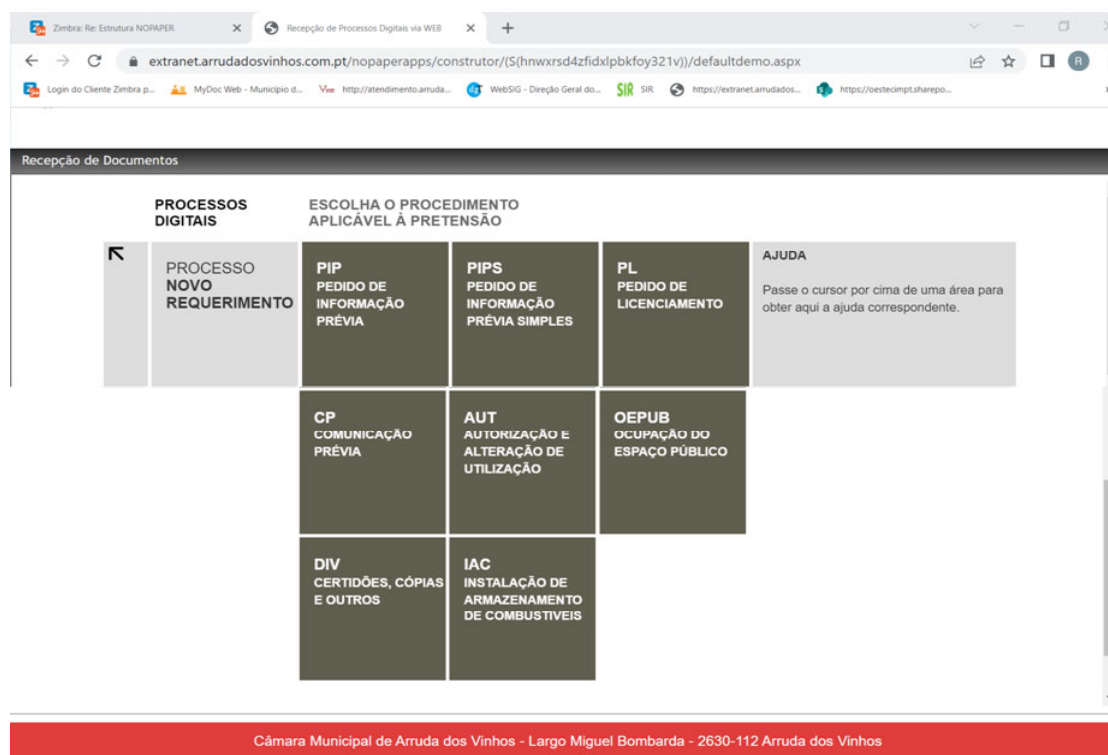 Zimbra: Re: Estrutura NOPAPER
Recepção de Processos Digitais via WEB
extranet.arrudadosvinhos.com.pt/nopaperapps/construtor/(S(hnwxrsd4zfidxlpbkfoy321v))/defaultdemo.aspx
R
Login do Cliente Zimbra p...
MyDoc Web - Município d...
http://atendimento.arruda...
WebSIG - Direção Geral do...
SIR SIR
https://extranet.arrudados...
https://oestecimpt.sharepo...
Recepção de Documentos
PROCESSOS
DIGITAIS
ESCOLHA O PROCEDIMENTO
APLICÁVEL À PRETENSÃO
PROCESSO
NOVO
REQUERIMENTO
PIP
PEDIDO DE
INFORMAÇÃO
PRÉVIA
PIPS
PEDIDO DE
INFORMAÇÃO
PRÉVIA SIMPLES
PL
PEDIDO DE
LICENCIAMENTO
AJUDA
Passe o cursor por cima de uma área para
obter aqui a ajuda correspondente.
CP
COMUNICAÇÃO
PRÉVIA
AUT
AUTORIZAÇÃO E
ALTERAÇÃO DE
UTILIZAÇÃO
OEPUB
OCUPAÇÃO DO
ESPAÇO PÚBLICO
DIV
CERTIDÕES, CÓPIAS
E OUTROS
IAC
INSTALAÇÃO DE
ARMAZENAMENTO
DE COMBUSTIVEIS
Câmara Municipal de Arruda dos Vinhos - Largo Miguel Bombarda - 2630-112 Arruda dos Vinhos